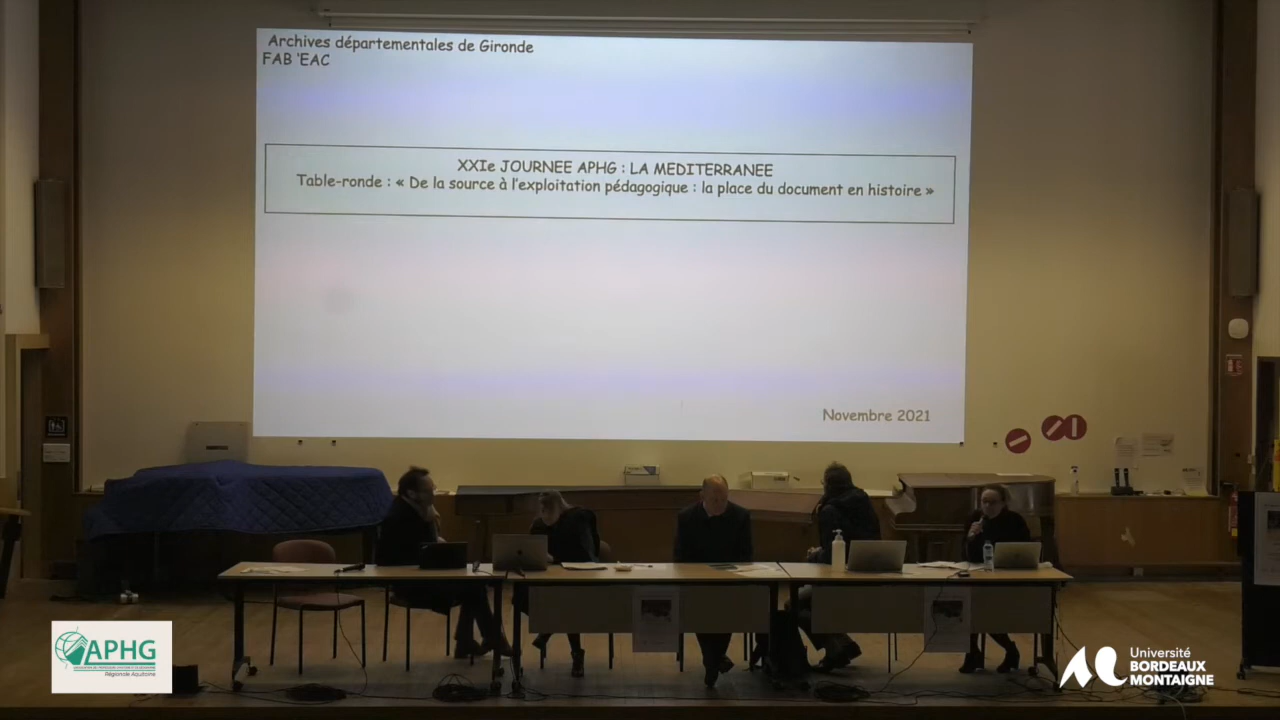 Archives départementales de Gironde
FAB 'EAC
XXIe JOURNEE APHG : LA MEDITERRANEE
Table-ronde : « De la source à l'exploitation pédagogique : la place du document en histoire »
Novembre 2021
APHG
Régionale Aquitaine
Université
BORDEAUX
MONTAIGNE